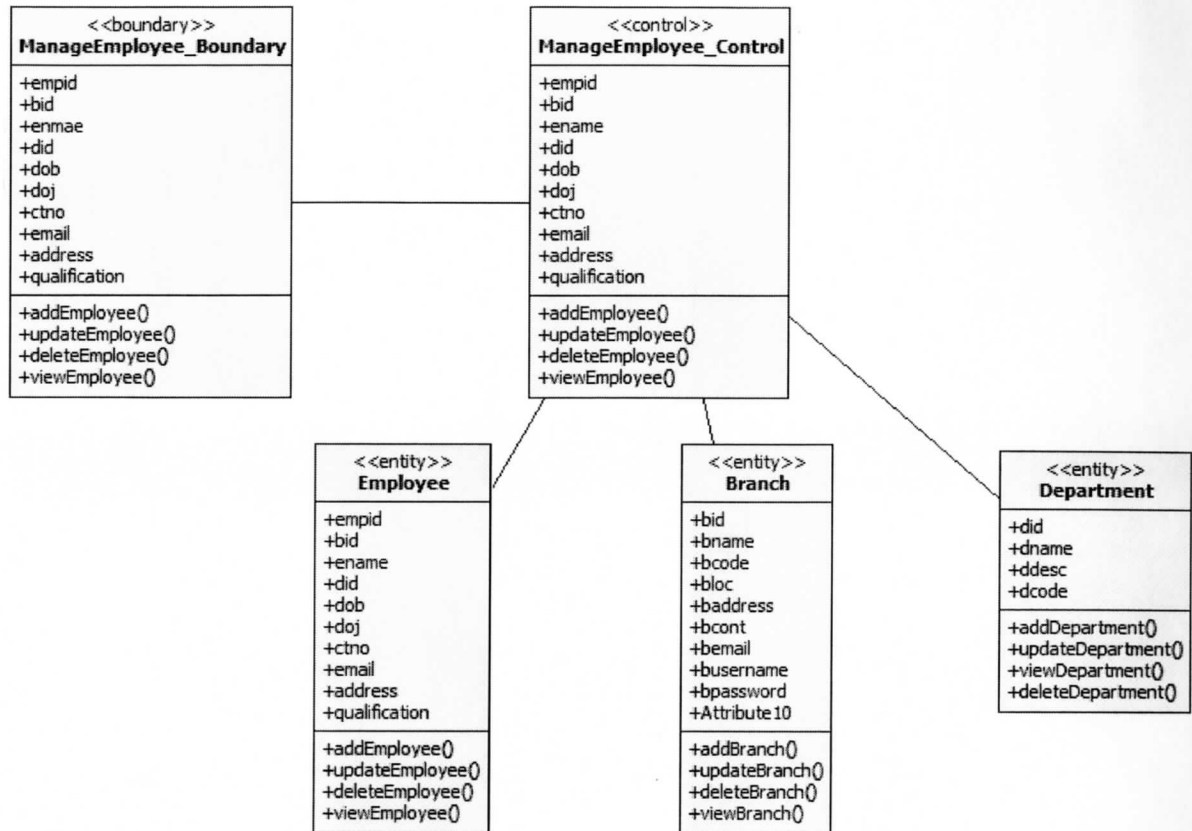 <<boundary>>
ManageEmployee_Boundary
+empid
+bid
+enmae
+did
+dob
+doj
+ctno
+email
+address
+qualification
+addEmployee()
+updateEmployee()
+deleteEmployee()
+viewEmployee()
<<control>>
ManageEmployee_Control
+empid
+bid
+ename
+did
+dob
+doj
+ctno
+email
+address
+qualification
+addEmployee()
+updateEmployee()
+deleteEmployee()
+viewEmployee()
<<entity>>
Employee
+empid
+bid
+ename
+did
+dob
+doj
+ctno
+email
+address
+qualification
+addEmployee()
+updateEmployee()
+deleteEmployee()
+viewEmployee()
<<entity>>
Branch
+bid
+bname
+bcode
+bloc
+baddress
+bcont
+bemail
+busername
+bpassword
+Attribute10
+addBranch()
+updateBranch()
+deleteBranch()
+viewBranch()
<<entity>>
Department
+did
+dname
+ddesc
+dcode
+addDepartment()
+updateDepartment()
+viewDepartment()
+deleteDepartment()